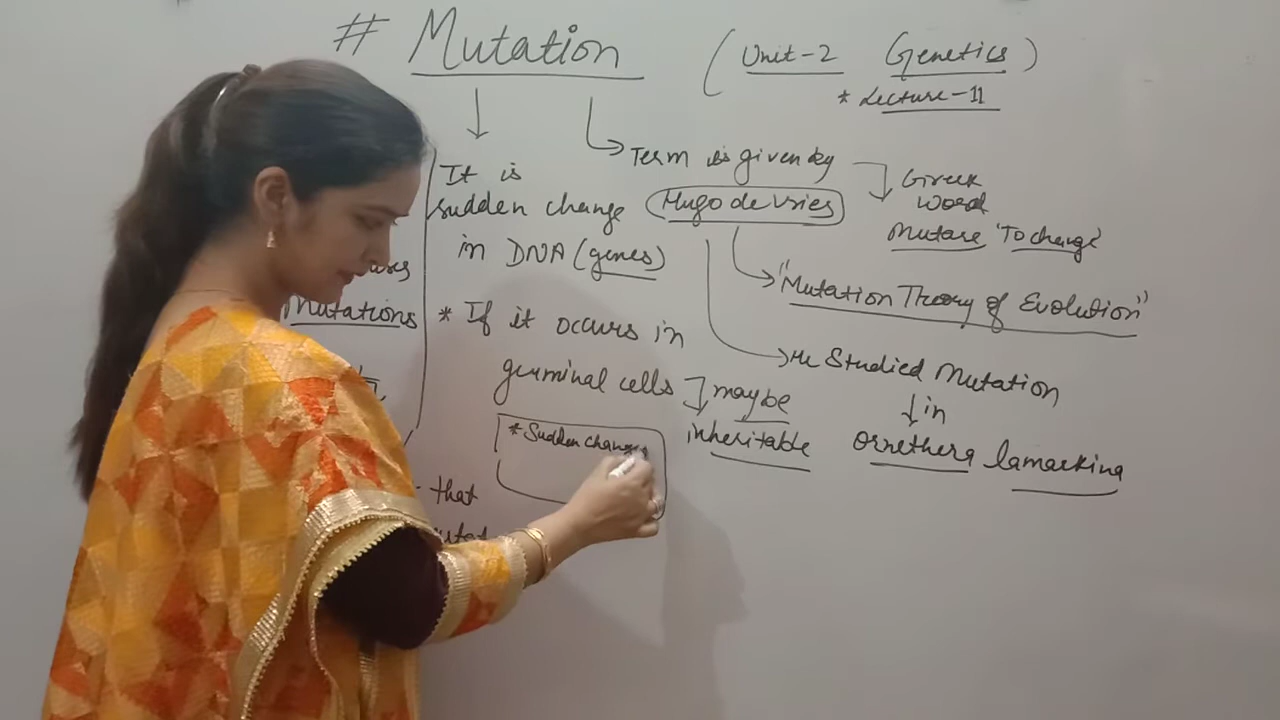 # Mutation
(Unit-2 Genetics)
* Lecture-11
It is
sudden change
in DNA (genes)
* If it occurs in
germinal cells
maybe
inheritable
* Sudden change
Term is given by
Hugo de Vries
Greek
word
Mutare 'To change'
"Mutation Theory of Evolution"
He Studied Mutation
in
Ornethera lamarkina
Mutations
that